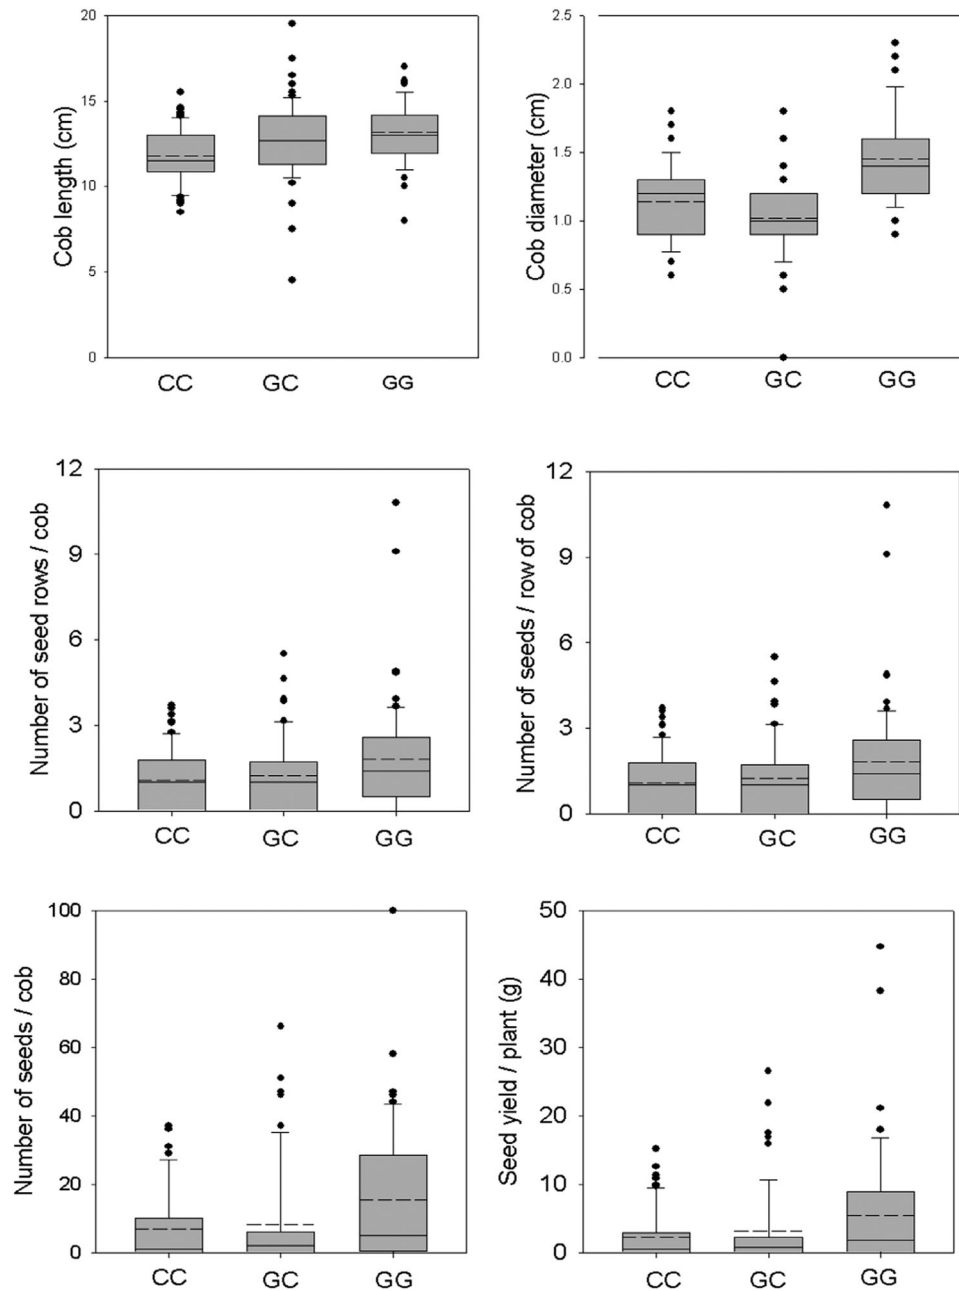 Cob length (cm)
20
15
10
5
0
CC GC GG
Cob diameter (cm)
2.5
2.0
1.5
1.0
0.5
0.0
CC GC GG
Number of seed rows / cob
12
9
6
3
0
CC GC GG
Number of seeds / row of cob
12
9
6
3
0
CC GC GG
Number of seeds / cob
100
80
60
40
20
0
CC GC GG
Seed yield / plant (g)
50
40
30
20
10
0
CC GC GG